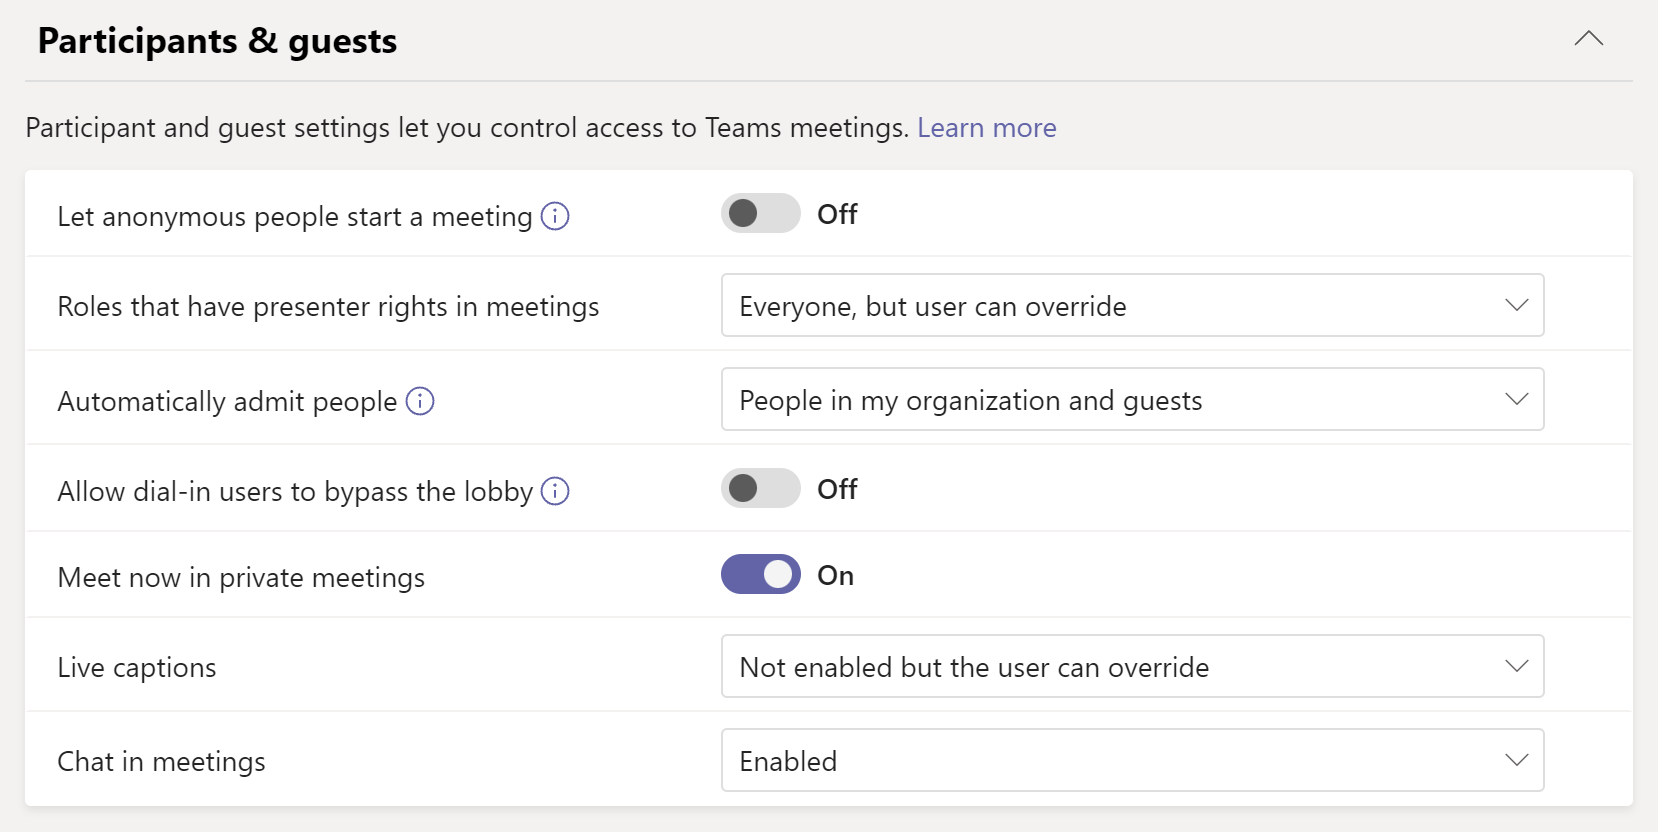 Participants & guests
Participant and guest settings let you control access to Teams meetings. Learn more
Let anonymous people start a meeting Off
Roles that have presenter rights in meetings Everyone, but user can override
Automatically admit people People in my organization and guests
Allow dial-in users to bypass the lobby Off
Meet now in private meetings On
Live captions Not enabled but the user can override
Chat in meetings Enabled